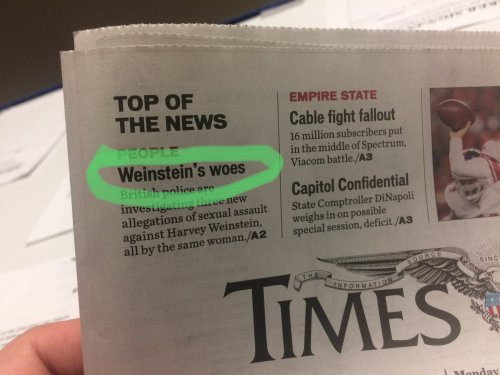 TOP OF
THE NEWS
PEOPLE
Weinstein's woes
British police are
investigating three new
allegations of sexual assault
against Harvey Weinstein,
all by the same woman./A2
EMPIRE STATE
Cable fight fallout
16 million subscribers put
in the middle of Spectrum,
Viacom battle./A3
Capitol Confidential
State Comptroller DiNapoli
weighs in on possible
special session, deficit./A3
THE INFORMATION SOURCE
SINC
TIMES
Monday